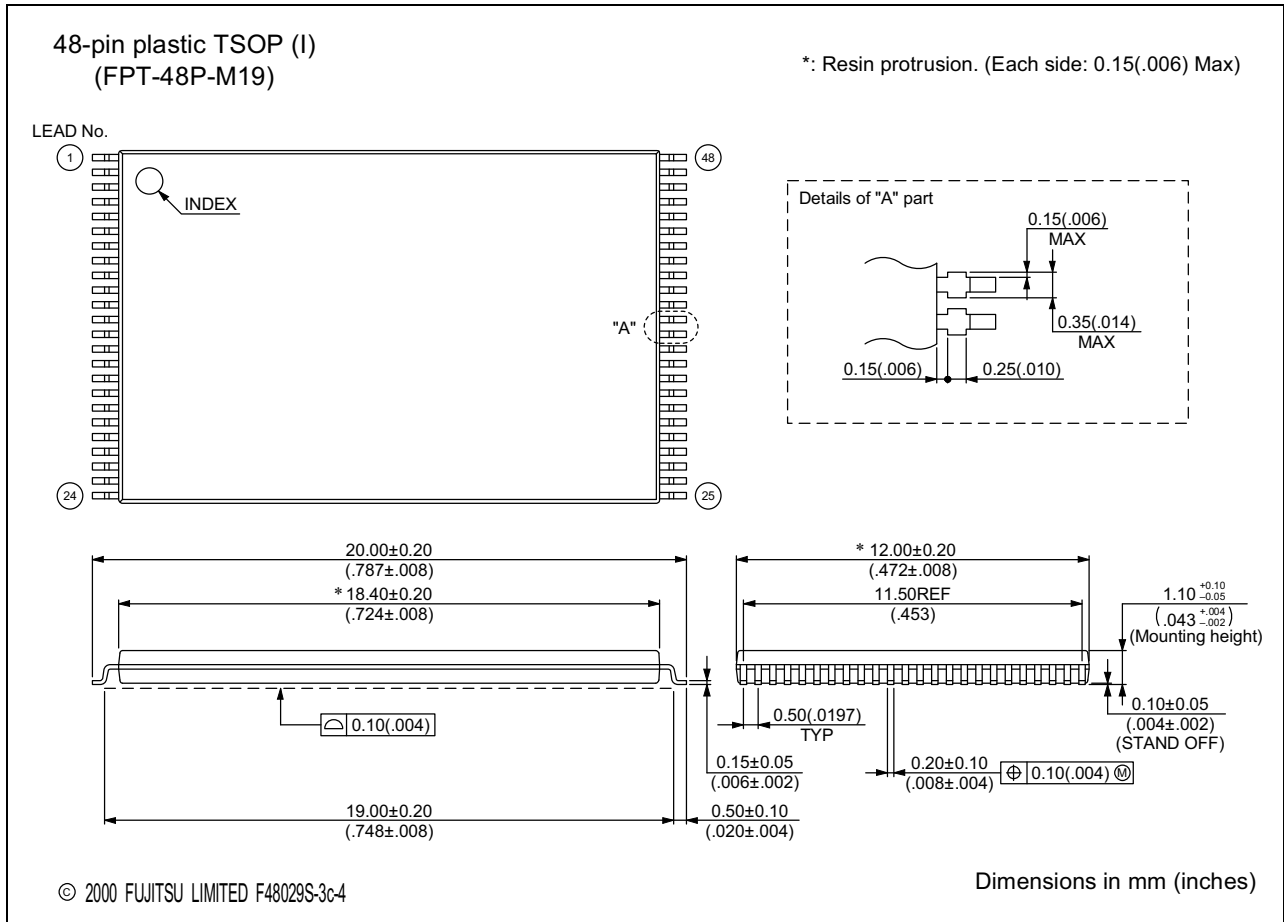 48-pin plastic TSOP (I)
(FPT-48P-M19)
*: Resin protrusion. (Each side: 0.15(.006) Max)
LEAD No.
1
48
INDEX
"A"
24
25
Details of "A" part
0.15(.006)
MAX
0.35(.014)
MAX
0.15(.006)
0.25(.010)
20.00±0.20
(.787±.008)
* 18.40±0.20
(.724±.008)
0.10(.004)
19.00±0.20
(.748±.008)
0.50±0.10
(.020±.004)
0.15±0.05
(.006±.002)
* 12.00±0.20
(.472±.008)
11.50REF
(.453)
1.10 +0.10 –0.05
(.043 +.004 –.002)
(Mounting height)
0.50(.0197)
TYP
0.20±0.10
(.008±.004)
⌖ 0.10(.004) Ⓜ
0.10±0.05
(.004±.002)
(STAND OFF)
© 2000 FUJITSU LIMITED F48029S-3c-4
Dimensions in mm (inches)